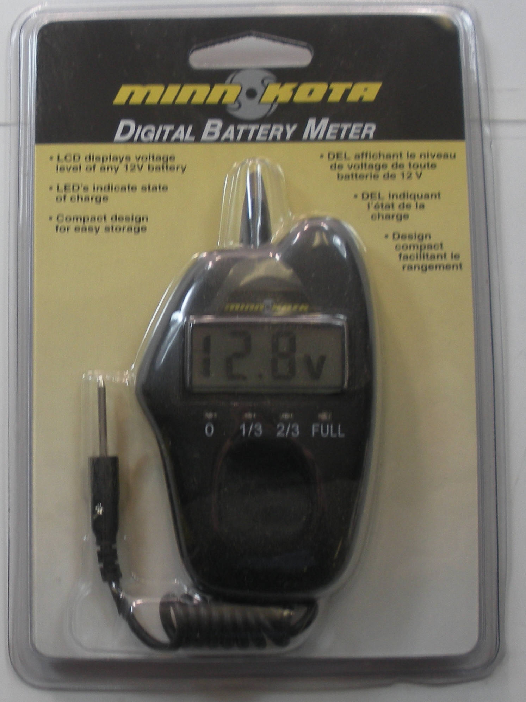 MINN KOTA
DIGITAL BATTERY METER
• LCD displays voltage
level of any 12V battery
• LED's indicate state
of charge
• Compact design
for easy storage
• DEL affichant le niveau
de voltage de toute
batterie de 12 V
• DEL indiquant
l'état de la
charge
• Design
compact
facilitant le
rangement
MINN KOTA
12.8v
0 1/3 2/3 FULL